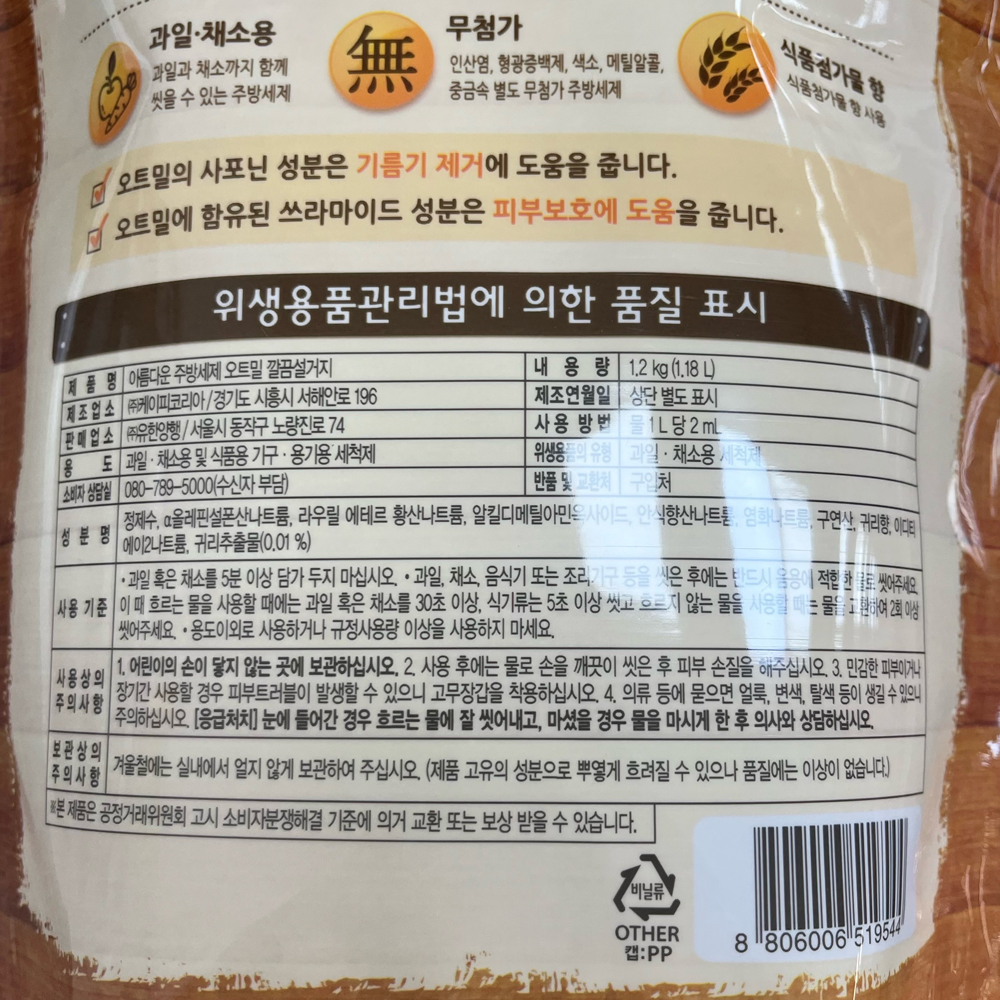 과일·채소용
과일과 채소까지 함께
씻을 수 있는 주방세제
無
무첨가
인산염, 형광증백제, 색소, 메틸알콜,
중금속 별도 무첨가 주방세제
식품첨가물 향
식품첨가물 향 사용
오트밀의 사포닌 성분은 기름기 제거에 도움을 줍니다.
오트밀에 함유된 쓰라마이드 성분은 피부보호에 도움을 줍니다.
위생용품관리법에 의한 품질 표시
제품명 아름다운 주방세제 오트밀 깔끔설거지
내용량 1.2 kg (1.18 L)
제조업소 ㈜케이피코리아/경기도 시흥시 서해안로 196
제조연월일 상단 별도 표시
판매업소 ㈜유한양행/서울시 동작구 노량진로 74
사용 방법 물 1 L 당 2 mL
용도 과일·채소용 및 식품용 기구·용기용 세척제
위생용품의 유형 과일·채소용 세척제
소비자 상담실 080-789-5000(수신자 부담)
반품 및 교환처 구입처
성분명 정제수, α올레핀설폰산나트륨, 라우릴 에테르 황산나트륨, 알킬디메틸아민옥사이드, 안식향산나트륨, 염화나트륨, 구연산, 귀리향, 이디티
에이2나트륨, 귀리추출물(0.01 %)
사용 기준
·과일 혹은 채소를 5분 이상 담가 두지 마십시오. ·과일, 채소, 음식기 또는 조리기구 등을 씻은 후에는 반드시 음용에 적합한 물로 씻어주세요.
이 때 흐르는 물을 사용할 때에는 과일 혹은 채소를 30초 이상, 식기류는 5초 이상 씻고 흐르지 않는 물을 사용할 때는 물을 교환하여 2회 이상
씻어주세요. ·용도이외로 사용하거나 규정사용량 이상을 사용하지 마세요.
사용상의
주의사항
1. 어린이의 손이 닿지 않는 곳에 보관하십시오. 2. 사용 후에는 물로 손을 깨끗이 씻은 후 피부 손질을 해주십시오. 3. 민감한 피부이거나
장기간 사용할 경우 피부트러블이 발생할 수 있으니 고무장갑을 착용하십시오. 4. 의류 등에 묻으면 얼룩, 변색, 탈색 등이 생길 수 있으니
주의하십시오. [응급처치] 눈에 들어간 경우 흐르는 물에 잘 씻어내고, 마셨을 경우 물을 마시게 한 후 의사와 상담하십시오.
보관상의
주의사항
겨울철에는 실내에서 얼지 않게 보관하여 주십시오. (제품 고유의 성분으로 뿌옇게 흐려질 수 있으나 품질에는 이상이 없습니다.)
※본 제품은 공정거래위원회 고시 소비자분쟁해결 기준에 의거 교환 또는 보상 받을 수 있습니다.
비닐류
OTHER
캡:PP
8 806006 519544